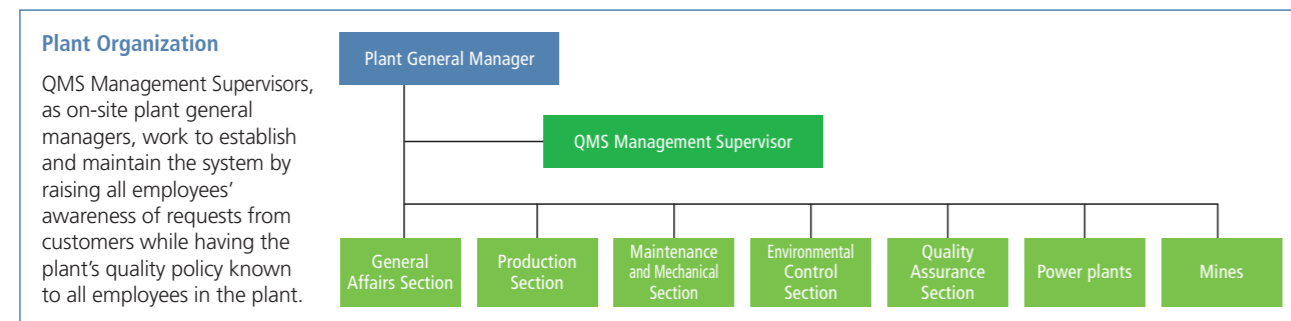 Plant Organization
QMS Management Supervisors,
as on-site plant general
managers, work to establish
and maintain the system by
raising all employees’
awareness of requests from
customers while having the
plant’s quality policy known
to all employees in the plant.
Plant General Manager
QMS Management Supervisor
General
Affairs Section
Production
Section
Maintenance
and Mechanical
Section
Environmental
Control
Section
Quality
Assurance
Section
Power plants
Mines